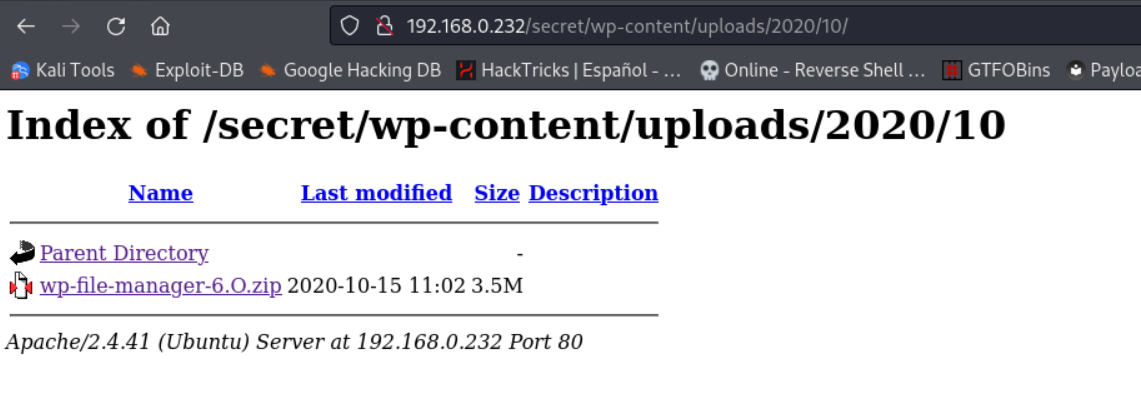 192.168.0.232/secret/wp-content/uploads/2020/10/
Kali Tools Exploit-DB Google Hacking DB HackTricks | Español - ... Online - Reverse Shell ... GTFOBins
Index of /secret/wp-content/uploads/2020/10
Name Last modified Size Description
Parent Directory -
wp-file-manager-6.O.zip 2020-10-15 11:02 3.5M
Apache/2.4.41 (Ubuntu) Server at 192.168.0.232 Port 80